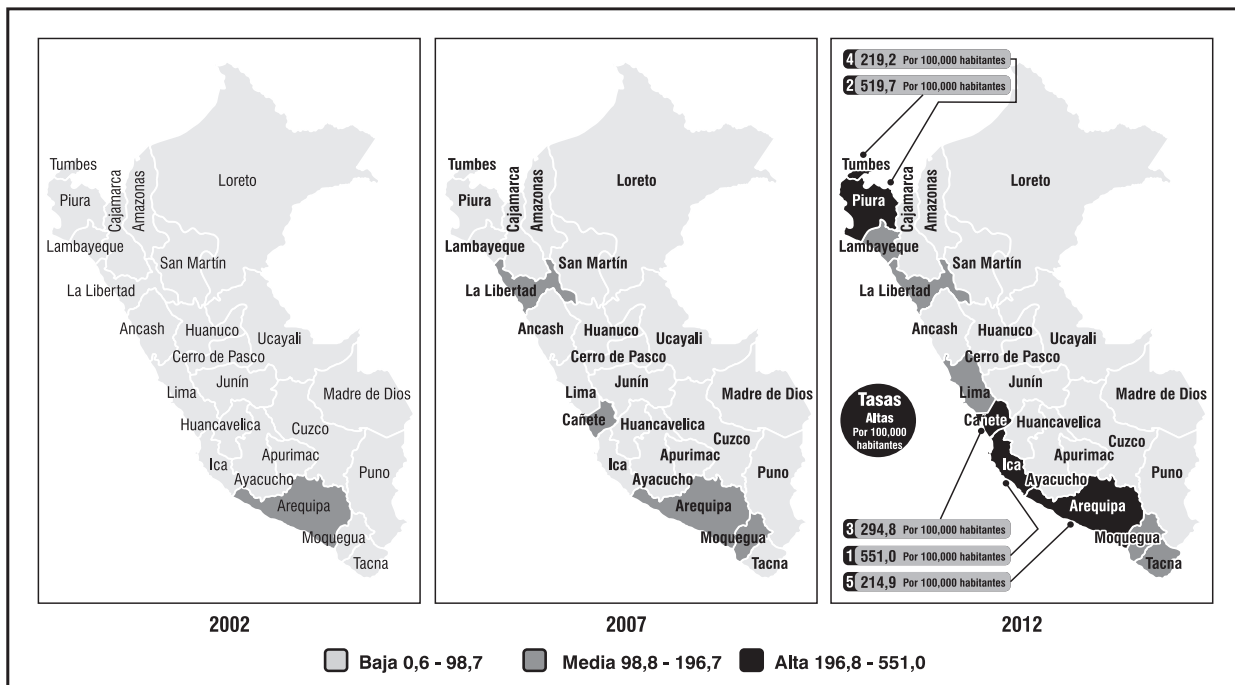 Tumbes
Piura
Cajamarca
Amazonas
Loreto
Lambayeque
San Martín
La Libertad
Ancash
Huanuco
Ucayali
Cerro de Pasco
Lima
Junín
Madre de Dios
Huancavelica
Cuzco
Ica
Apurimac
Puno
Ayacucho
Arequipa
Moquegua
Tacna
2002
Tumbes
Piura
Cajamarca
Amazonas
Loreto
Lambayeque
San Martín
La Libertad
Ancash
Huanuco
Ucayali
Cerro de Pasco
Lima
Junín
Madre de Dios
Cañete
Huancavelica
Cuzco
Ica
Apurimac
Puno
Ayacucho
Arequipa
Moquegua
Tacna
2007
4 219,2 Por 100,000 habitantes
2 519,7 Por 100,000 habitantes
Tumbes
Piura
Cajamarca
Amazonas
Loreto
Lambayeque
San Martín
La Libertad
Ancash
Huanuco
Ucayali
Cerro de Pasco
Lima
Junín
Madre de Dios
Tasas
Altas
Por 100,000
habitantes
Cañete
Huancavelica
Cuzco
Ica
Apurimac
Puno
Ayacucho
Arequipa
Moquegua
Tacna
3 294,8 Por 100,000 habitantes
1 551,0 Por 100,000 habitantes
5 214,9 Por 100,000 habitantes
2012
Baja 0,6 - 98,7
Media 98,8 - 196,7
Alta 196,8 - 551,0